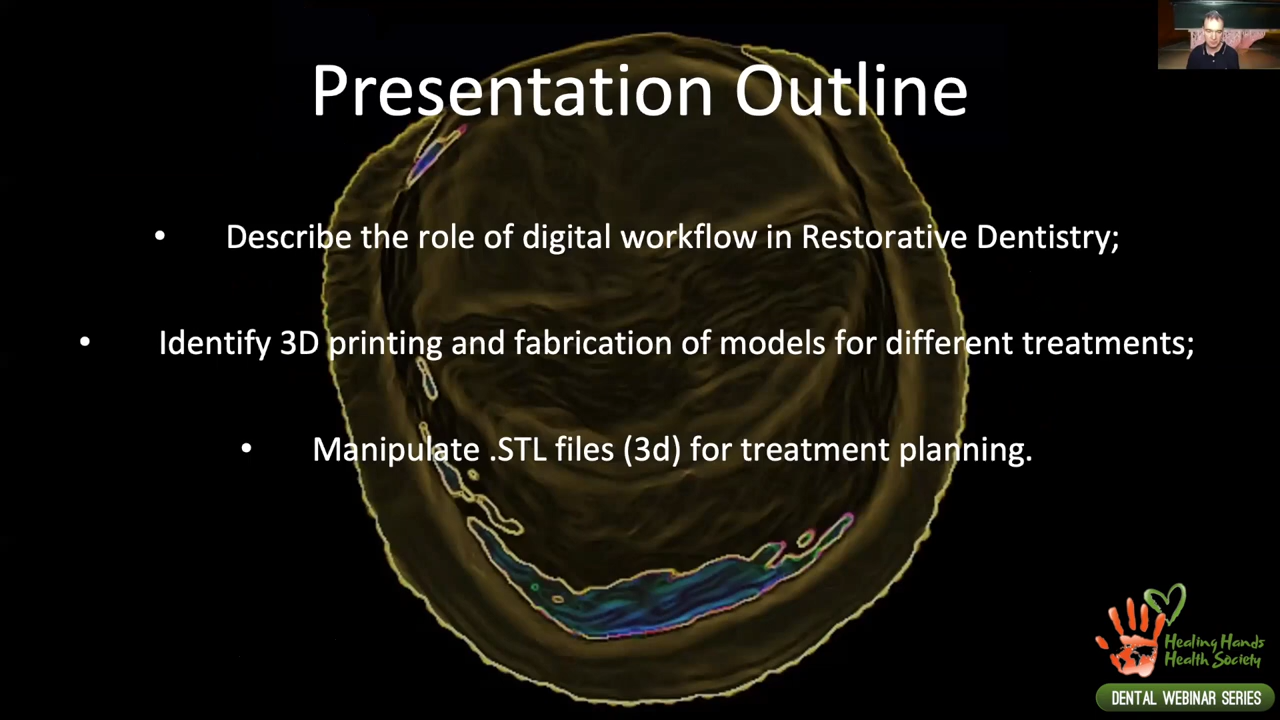 Presentation Outline
• Describe the role of digital workflow in Restorative Dentistry;
• Identify 3D printing and fabrication of models for different treatments;
• Manipulate .STL files (3d) for treatment planning.
Healing Hands
Health Society
DENTAL WEBINAR SERIES